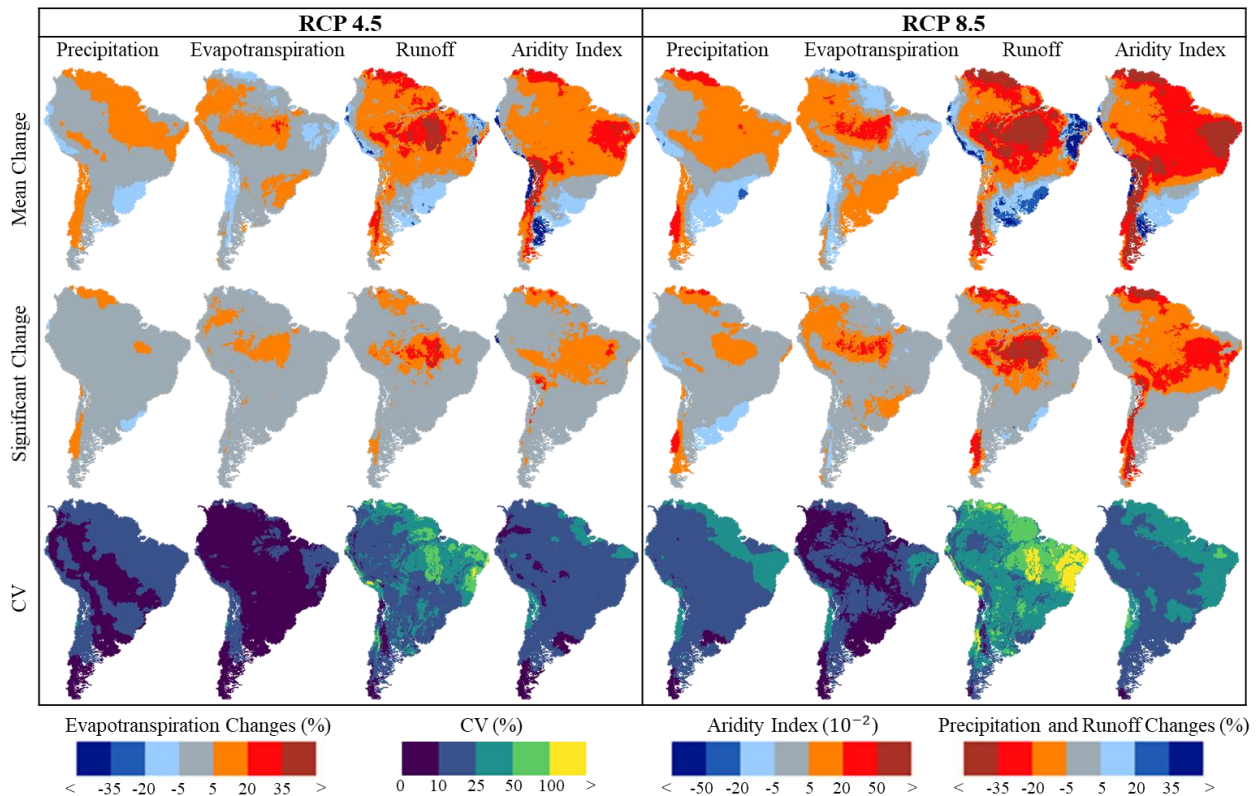 RCP 4.5
RCP 8.5
Precipitation Evapotranspiration Runoff Aridity Index
Precipitation Evapotranspiration Runoff Aridity Index
Mean Change
Significant Change
CV
Evapotranspiration Changes (%)
< -35 -20 -5 5 20 35 >
CV (%)
0 10 25 50 100 >
Aridity Index (10⁻²)
< -50 -20 -5 5 20 50 >
Precipitation and Runoff Changes (%)
< -35 -20 -5 5 20 35 >